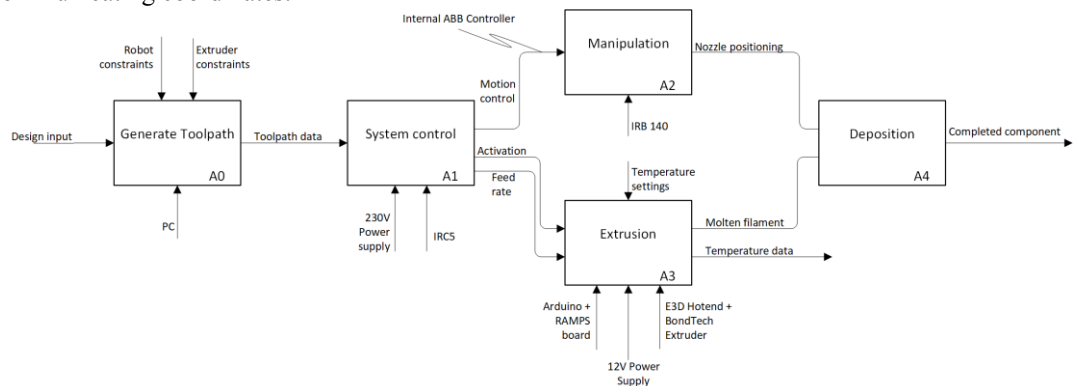 Internal ABB Controller
Robot
constraints
Extruder
constraints
Manipulation
A2
Nozzle positioning
Motion
control
IRB 140
Design input
Generate Toolpath
A0
Toolpath data
System control
A1
Activation
Feed
rate
Deposition
A4
Completed component
PC
230V
Power
supply
IRC5
Temperature
settings
Extrusion
A3
Molten filament
Temperature data
Arduino +
RAMPS
board
12V Power
Supply
E3D Hotend +
BondTech
Extruder